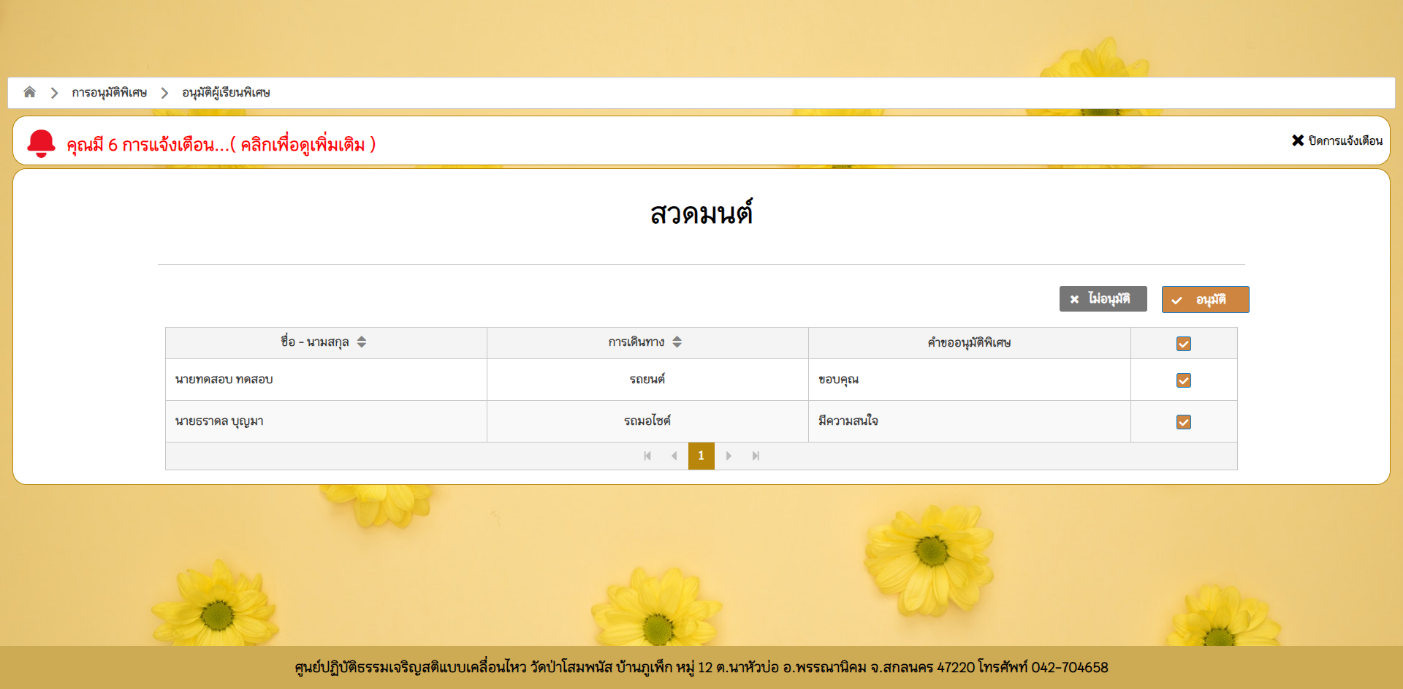 การอนุมัติพิเศษ อนุมัติผู้เรียนพิเศษ
คุณมี 6 การแจ้งเตือน...( คลิกเพื่อดูเพิ่มเติม ) ปิดการแจ้งเตือน
สวดมนต์
ไม่อนุมัติ อนุมัติ
ชื่อ - นามสกุล การเดินทาง คำขออนุมัติพิเศษ
นายทดสอบ ทดสอบ รถยนต์ ขอบคุณ
นายธราดล บุญมา รถมอไซต์ มีความสนใจ
1
ศูนย์ปฏิบัติธรรมเจริญสติแบบเคลื่อนไหว วัดป่าโสมพนัส บ้านภูเพ็ก หมู่ 12 ต.นาหัวบ่อ อ.พรรณานิคม จ.สกลนคร 47220 โทรศัพท์ 042-704658